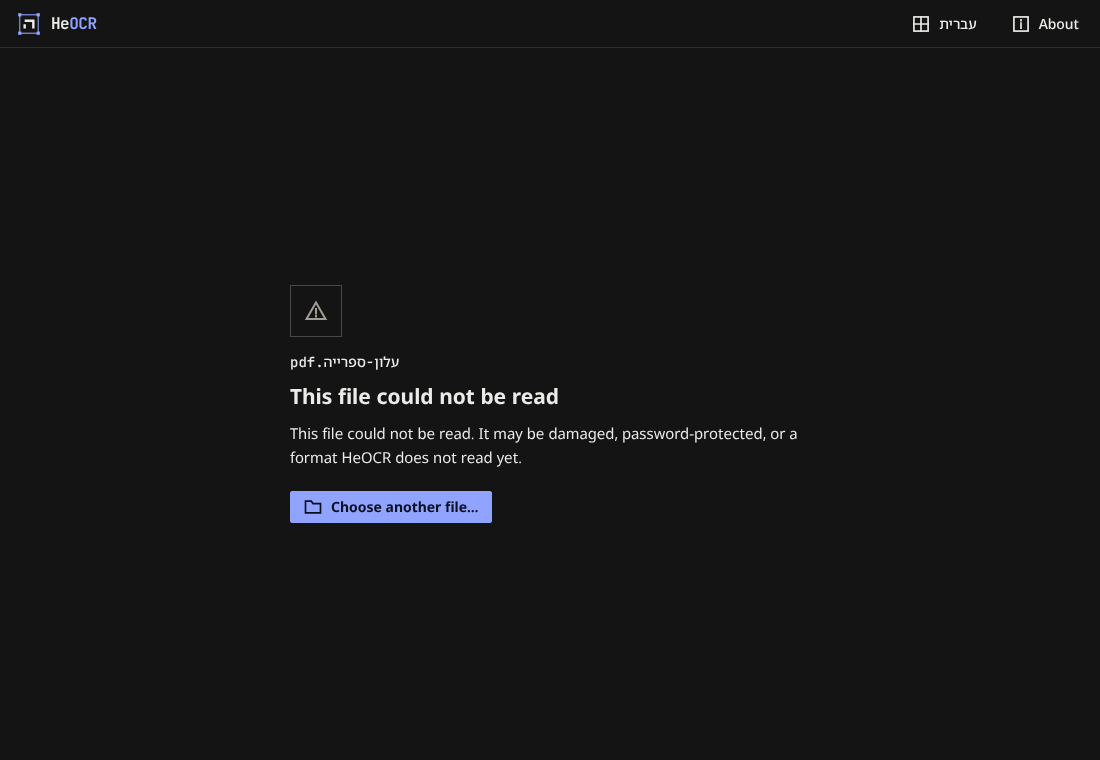 HeOCR
עברית
About
עלון-ספרייה.pdf
This file could not be read
This file could not be read. It may be damaged, password-protected, or a
format HeOCR does not read yet.
Choose another file...